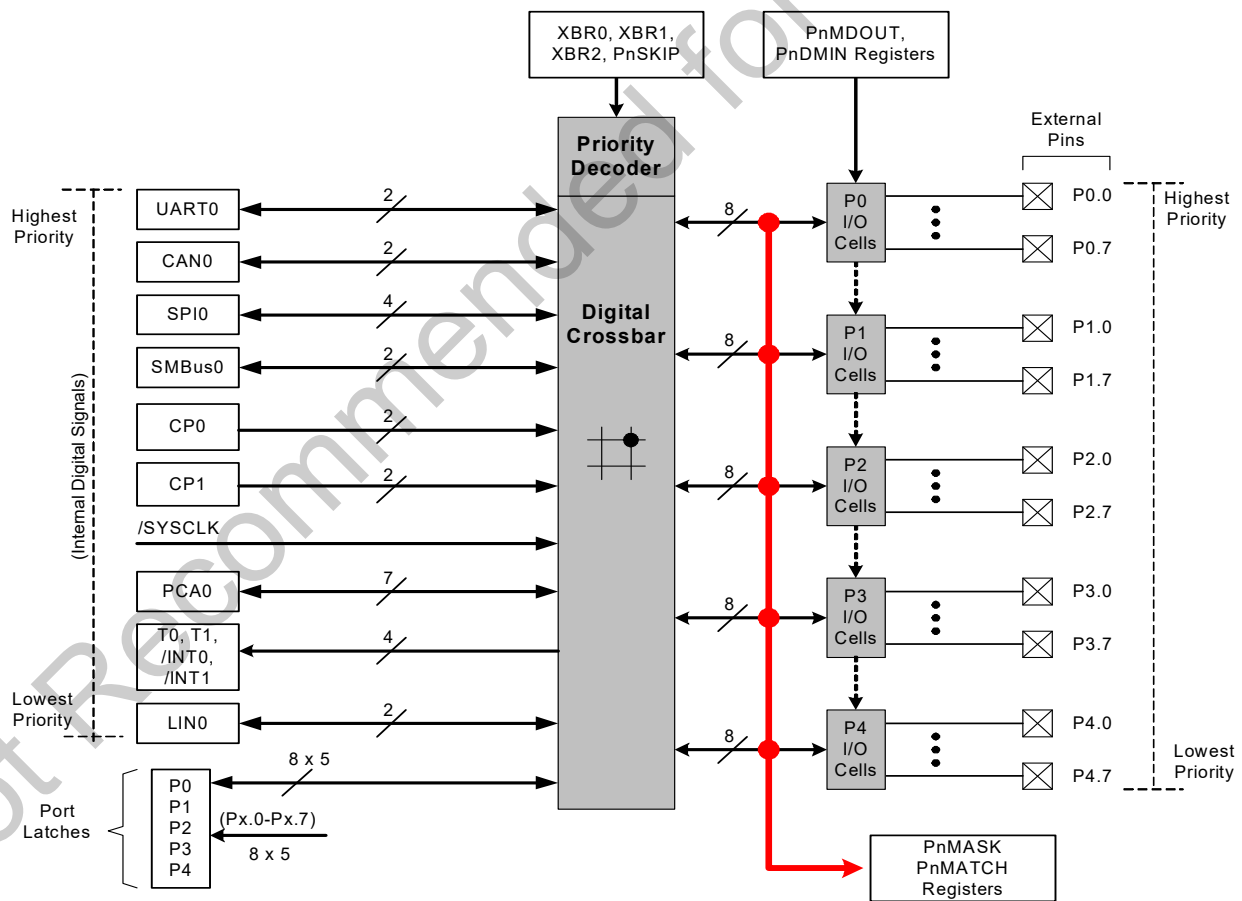 XBR0, XBR1,
XBR2, PnSKIP
PnMDOUT,
PnDMIN Registers
External
Pins
Priority
Decoder
Digital
Crossbar
Highest
Priority
(Internal Digital Signals)
Lowest
Priority
UART0
2
CAN0
2
SPI0
4
SMBus0
2
CP0
2
CP1
2
/SYSCLK
PCA0
7
T0, T1,
/INT0,
/INT1
4
LIN0
2
Port
Latches
P0
P1
P2
P3
P4
8 x 5
(Px.0-Px.7)
8 x 5
8
P0
I/O
Cells
P0.0
P0.7
8
P1
I/O
Cells
P1.0
P1.7
8
P2
I/O
Cells
P2.0
P2.7
8
P3
I/O
Cells
P3.0
P3.7
8
P4
I/O
Cells
P4.0
P4.7
Highest
Priority
Lowest
Priority
PnMASK
PnMATCH
Registers
ot Recommended for